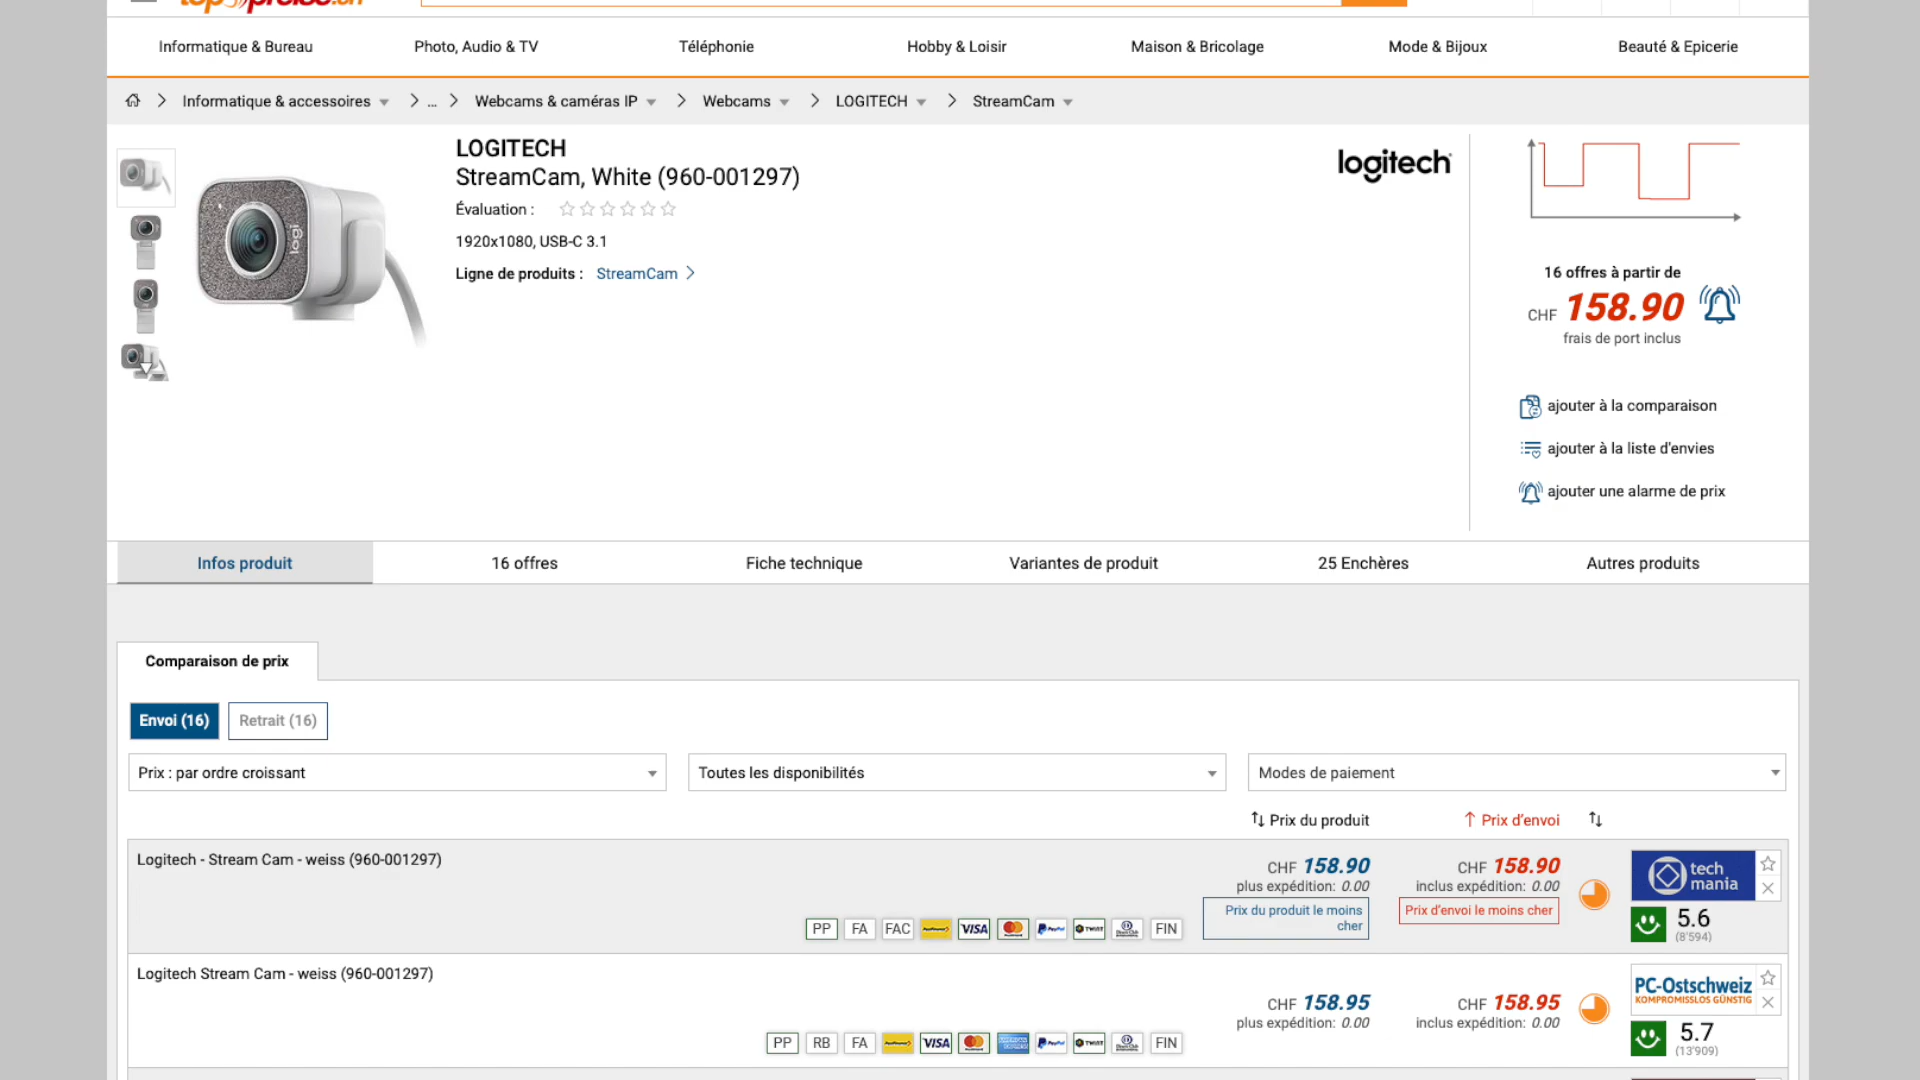 Informatique & Bureau
Photo, Audio & TV
Téléphonie
Hobby & Loisir
Maison & Bricolage
Mode & Bijoux
Beauté & Epicerie
Informatique & accessoires
...
Webcams & caméras IP
Webcams
LOGITECH
StreamCam
LOGITECH
StreamCam, White (960-001297)
Évaluation :
1920x1080, USB-C 3.1
Ligne de produits : StreamCam
logi
logitech
16 offres à partir de
CHF 158.90
frais de port inclus
ajouter à la comparaison
ajouter à la liste d'envies
ajouter une alarme de prix
Infos produit
16 offres
Fiche technique
Variantes de produit
25 Enchères
Autres produits
Comparaison de prix
Envoi (16)
Retrait (16)
Prix : par ordre croissant
Toutes les disponibilités
Modes de paiement
Prix du produit
Prix d'envoi
Logitech - Stream Cam - weiss (960-001297)
CHF 158.90
plus expédition: 0.00
Prix du produit le moins
cher
CHF 158.90
inclus expédition: 0.00
Prix d'envoi le moins cher
tech
mania
5.6
(8'594)
PP FA FAC VISA PayPal TWINT FIN
Logitech Stream Cam - weiss (960-001297)
CHF 158.95
plus expédition: 0.00
CHF 158.95
inclus expédition: 0.00
PC-Ostschweiz
KOMPROMISSLOS GÜNSTIG
5.7
(13'909)
PP RB FA VISA PayPal TWINT FIN